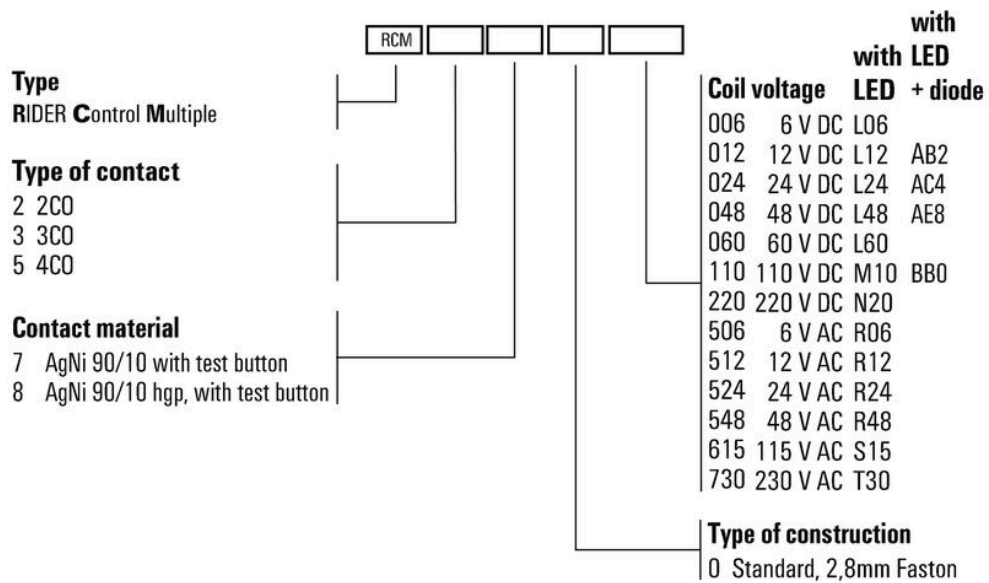 RCM
Type
RIDER Control Multiple
Type of contact
2 2CO
3 3CO
5 4CO
Contact material
7 AgNi 90/10 with test button
8 AgNi 90/10 hgp, with test button
Coil voltage with LED with LED + diode
006 6 V DC L06
012 12 V DC L12 AB2
024 24 V DC L24 AC4
048 48 V DC L48 AE8
060 60 V DC L60
110 110 V DC M10 BB0
220 220 V DC N20
506 6 V AC R06
512 12 V AC R12
524 24 V AC R24
548 48 V AC R48
615 115 V AC S15
730 230 V AC T30
Type of construction
0 Standard, 2,8mm Faston